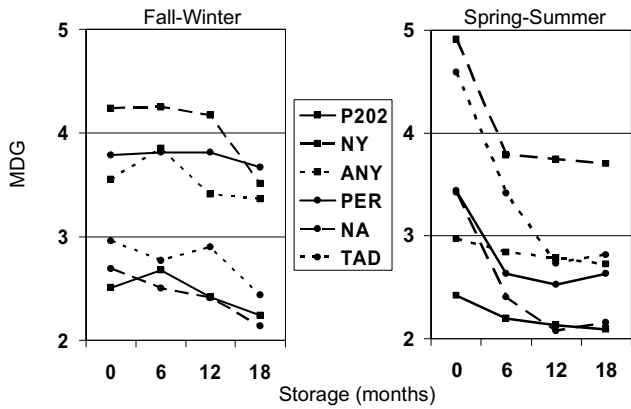 Fall-Winter
Spring-Summer
5
4
3
2
MDG
0 6 12 18
P202
NY
ANY
PER
NA
TAD
5
4
3
2
0 6 12 18
Storage (months)